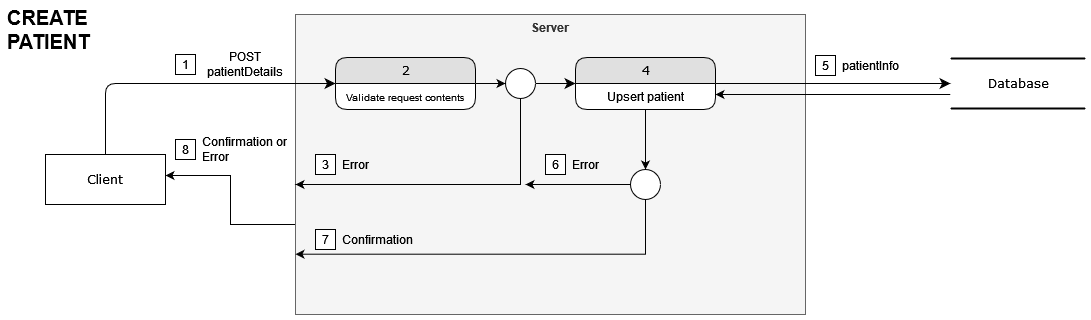 CREATE
PATIENT
Server
1
POST
patientDetails
2
Validate request contents
4
Upsert patient
5
patientInfo
Database
8
Confirmation or
Error
Client
3
Error
6
Error
7
Confirmation